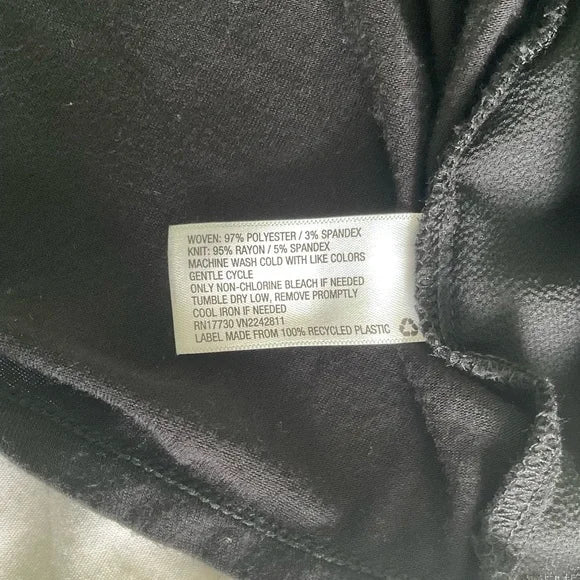 WOVEN: 97% POLYESTER / 3% SPANDEX
KNIT: 95% RAYON / 5% SPANDEX
MACHINE WASH COLD WITH LIKE COLORS
GENTLE CYCLE
ONLY NON-CHLORINE BLEACH IF NEEDED
TUMBLE DRY LOW, REMOVE PROMPTLY
COOL IRON IF NEEDED
RN17730 VN2242811
LABEL MADE FROM 100% RECYCLED PLASTIC